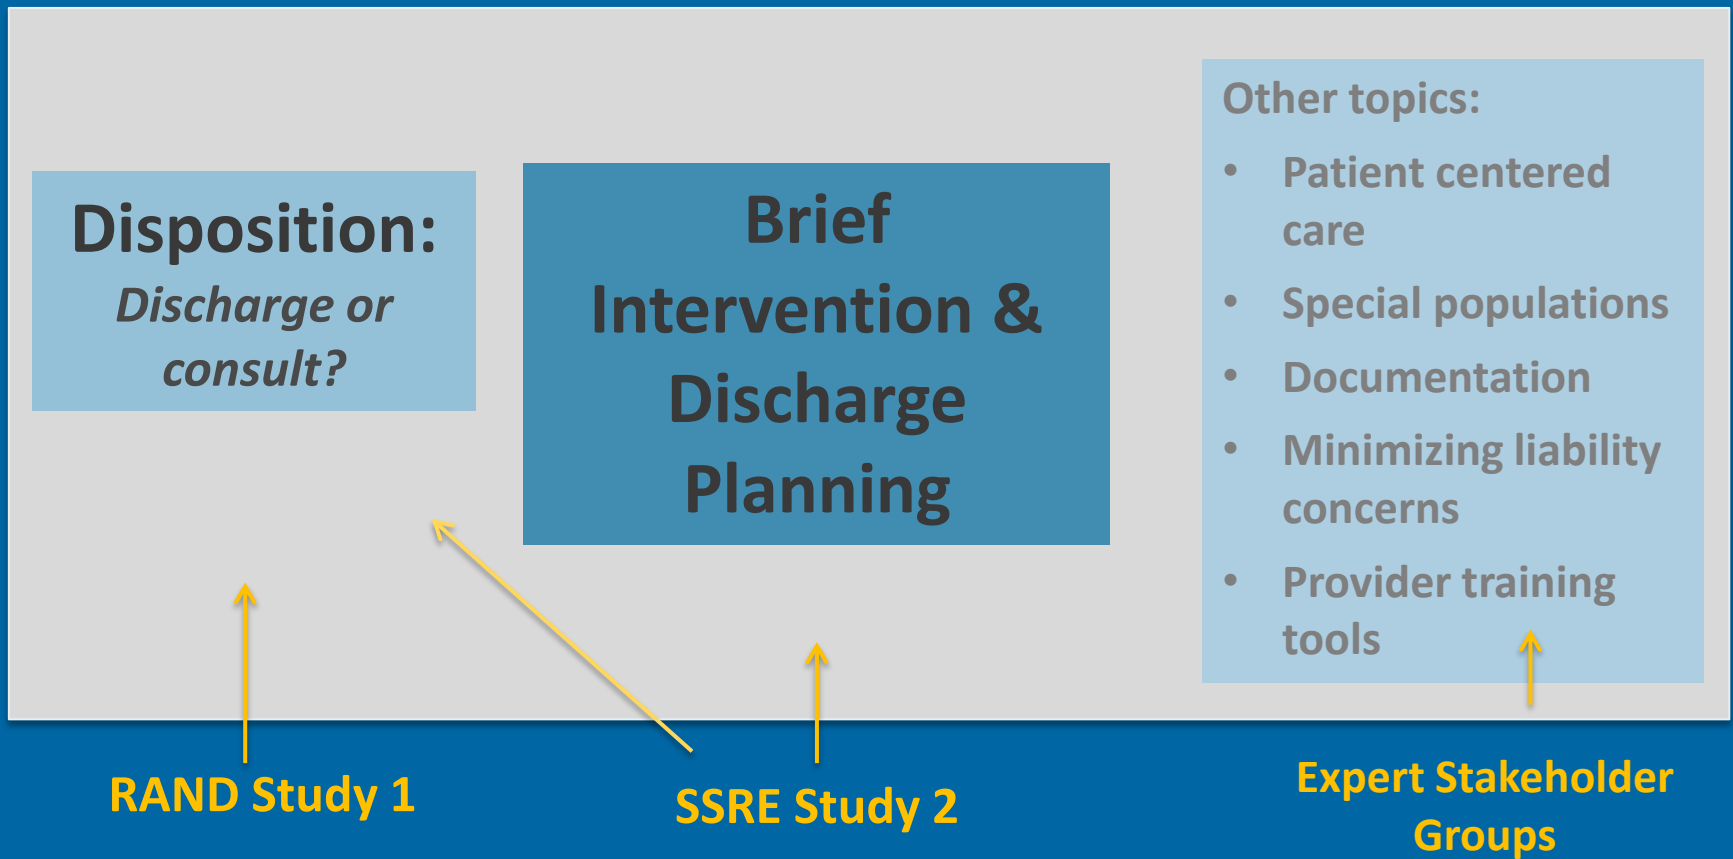 Disposition:
Discharge or
consult?
Brief
Intervention &
Discharge
Planning
Other topics:
• Patient centered
care
• Special populations
• Documentation
• Minimizing liability
concerns
• Provider training
tools
RAND Study 1
SSRE Study 2
Expert Stakeholder
Groups